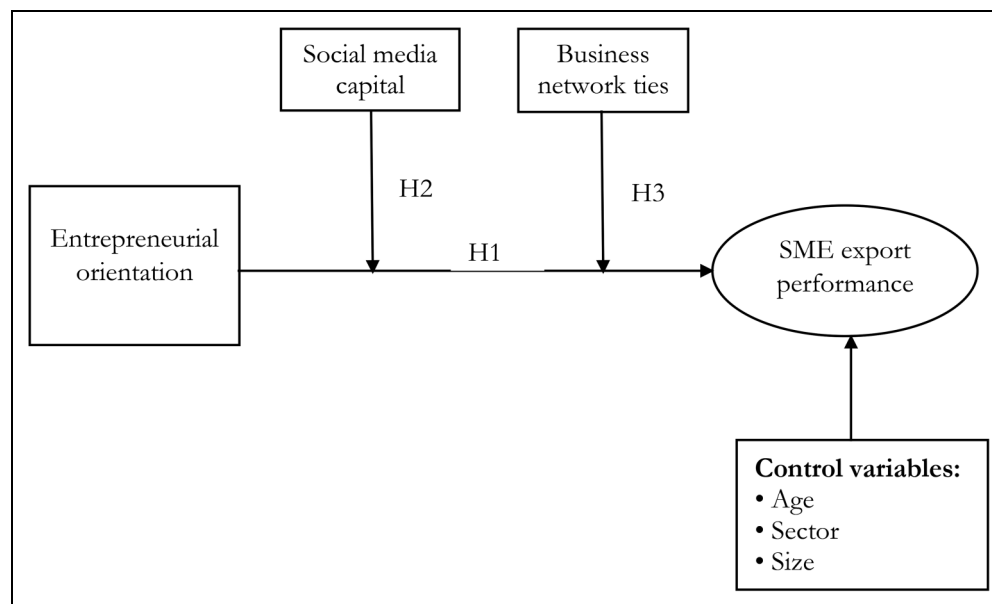 Social media
capital
Business
network ties
H2
H3
Entrepreneurial
orientation
H1
SME export
performance
Control variables:
• Age
• Sector
• Size